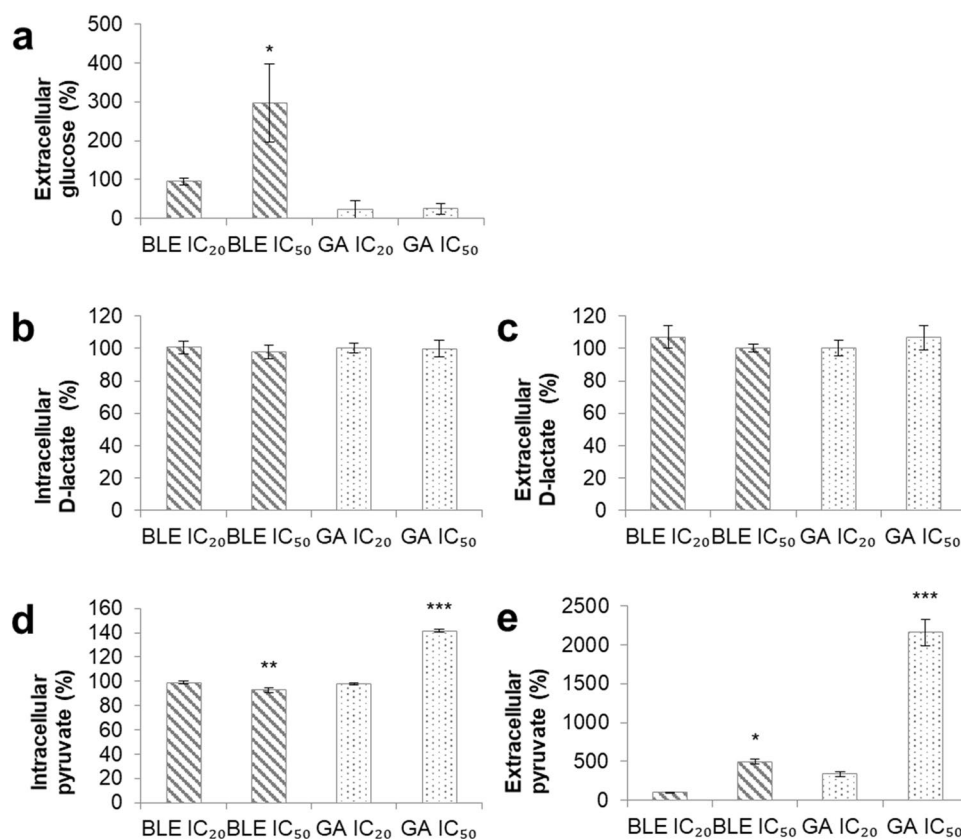 a
Extracellular
glucose (%)
500
400
300
200
100
0
*
BLE IC₂₀ BLE IC₅₀ GA IC₂₀ GA IC₅₀
b
Intracellular
D-lactate (%)
120
100
80
60
40
20
0
BLE IC₂₀ BLE IC₅₀ GA IC₂₀ GA IC₅₀
c
Extracellular
D-lactate (%)
120
100
80
60
40
20
0
BLE IC₂₀ BLE IC₅₀ GA IC₂₀ GA IC₅₀
d
Intracellular
pyruvate (%)
160
140
120
100
80
60
40
20
0
**
***
BLE IC₂₀ BLE IC₅₀ GA IC₂₀ GA IC₅₀
e
Extracellular
pyruvate (%)
2500
2000
1500
1000
500
0
*
***
BLE IC₂₀ BLE IC₅₀ GA IC₂₀ GA IC₅₀